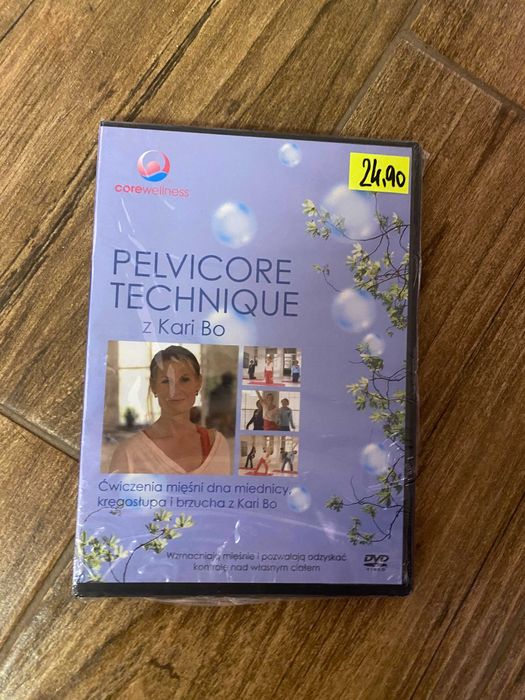 24,90
corewellness
PELVICORE
TECHNIQUE
z Kari Bo
Ćwiczenia mięśni dna miednicy,
kręgosłupa i brzucha z Kari Bo
Wzmacniają mięśnie i pozwalają odzyskać
kontrolę nad własnym ciałem
DVD
VIDEO